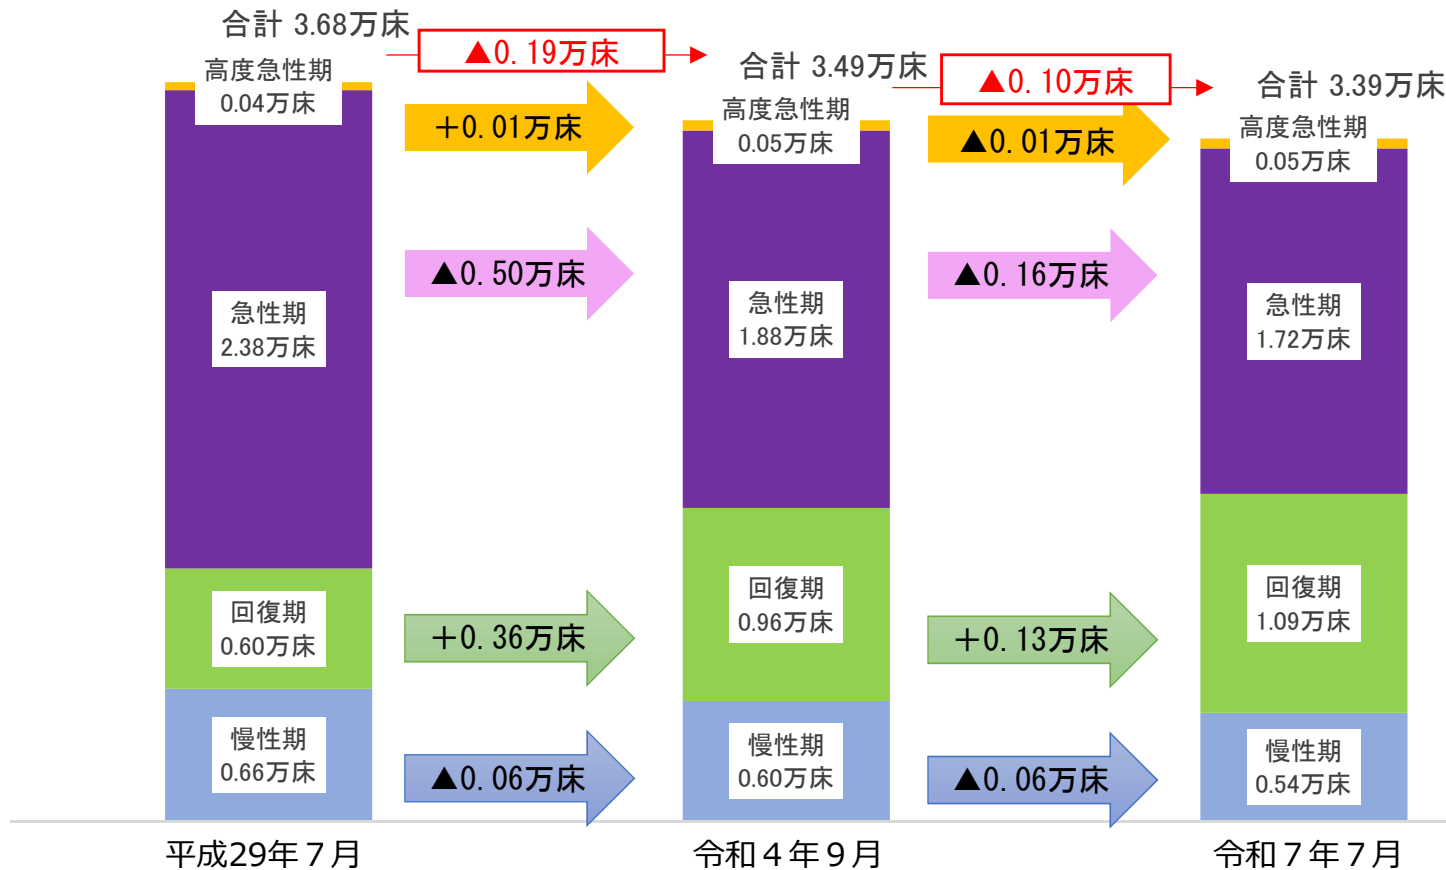 合計 3.68万床
▲0.19万床
合計 3.49万床
▲0.10万床
合計 3.39万床
高度急性期
0.04万床
+0.01万床
高度急性期
0.05万床
▲0.01万床
高度急性期
0.05万床
急性期
2.38万床
▲0.50万床
急性期
1.88万床
▲0.16万床
急性期
1.72万床
回復期
0.60万床
+0.36万床
回復期
0.96万床
+0.13万床
回復期
1.09万床
慢性期
0.66万床
▲0.06万床
慢性期
0.60万床
▲0.06万床
慢性期
0.54万床
平成29年７月
令和４年９月
令和７年７月